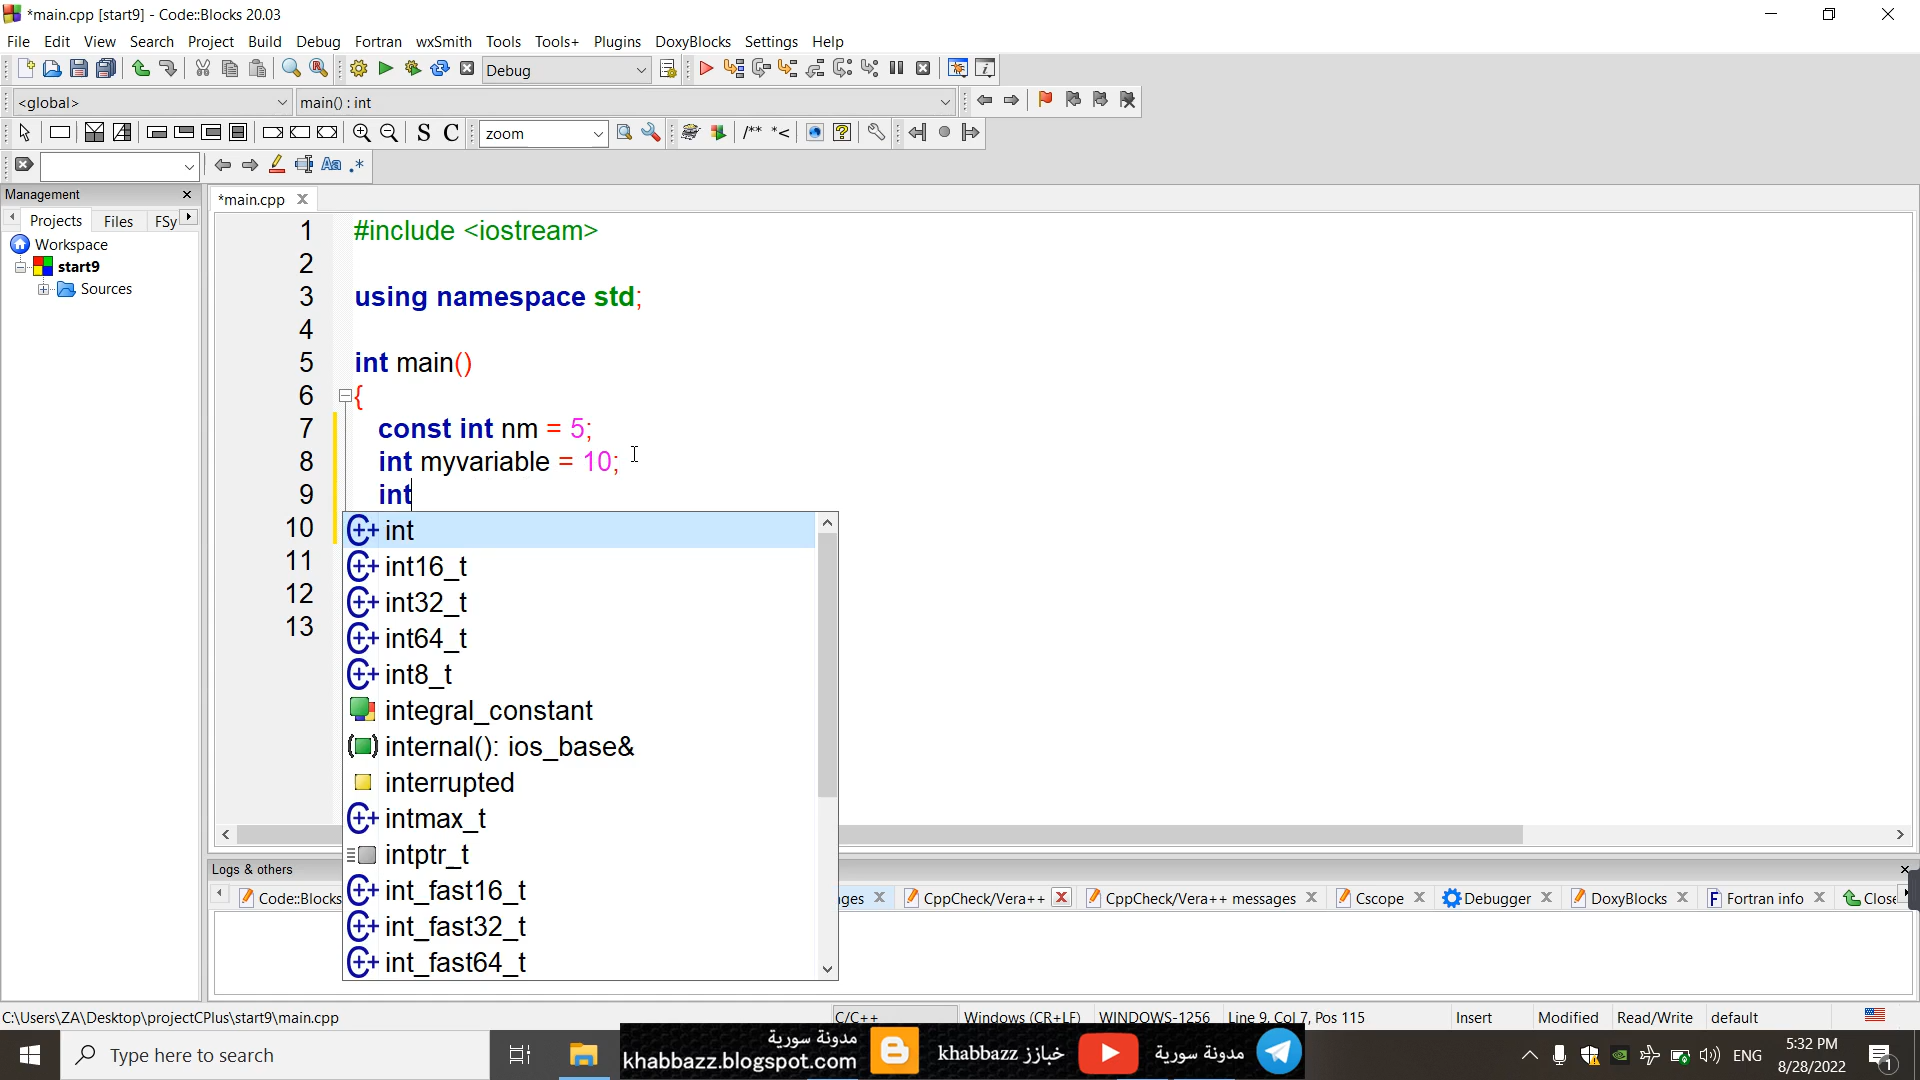 *main.cpp [start9] - Code::Blocks 20.03
File Edit View Search Project Build Debug Fortran wxSmith Tools Tools+ Plugins DoxyBlocks Settings Help
Debug
<global> main() : int
S C zoom /** *<
Aa .*
Management
Projects Files FSy
Workspace
start9
Sources
*main.cpp
1 #include <iostream>
2
3 using namespace std;
4
5 int main()
6 {
7 const int nm = 5;
8 int myvariable = 10;
9 int
10
11
12
13
int
int16_t
int32_t
int64_t
int8_t
integral_constant
internal(): ios_base&
interrupted
intmax_t
intptr_t
int_fast16_t
int_fast32_t
int_fast64_t
Logs & others
Code::Blocks ges CppCheck/Vera++ CppCheck/Vera++ messages Cscope Debugger DoxyBlocks Fortran info Close
C:\Users\ZA\Desktop\projectCPlus\start9\main.cpp C/C++ Windows (CR+LF) WINDOWS-1256 Line 9, Col 7, Pos 115 Insert Modified Read/Write default
Type here to search
مدونة سورية
khabbazz.blogspot.com
khabbazz خبازز
مدونة سورية
ENG
5:32 PM
8/28/2022
1